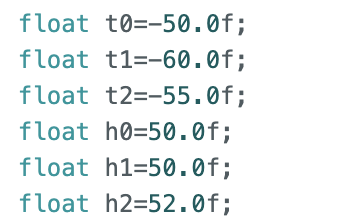 float t0=-50.0f;
float t1=-60.0f;
float t2=-55.0f;
float h0=50.0f;
float h1=50.0f;
float h2=52.0f;